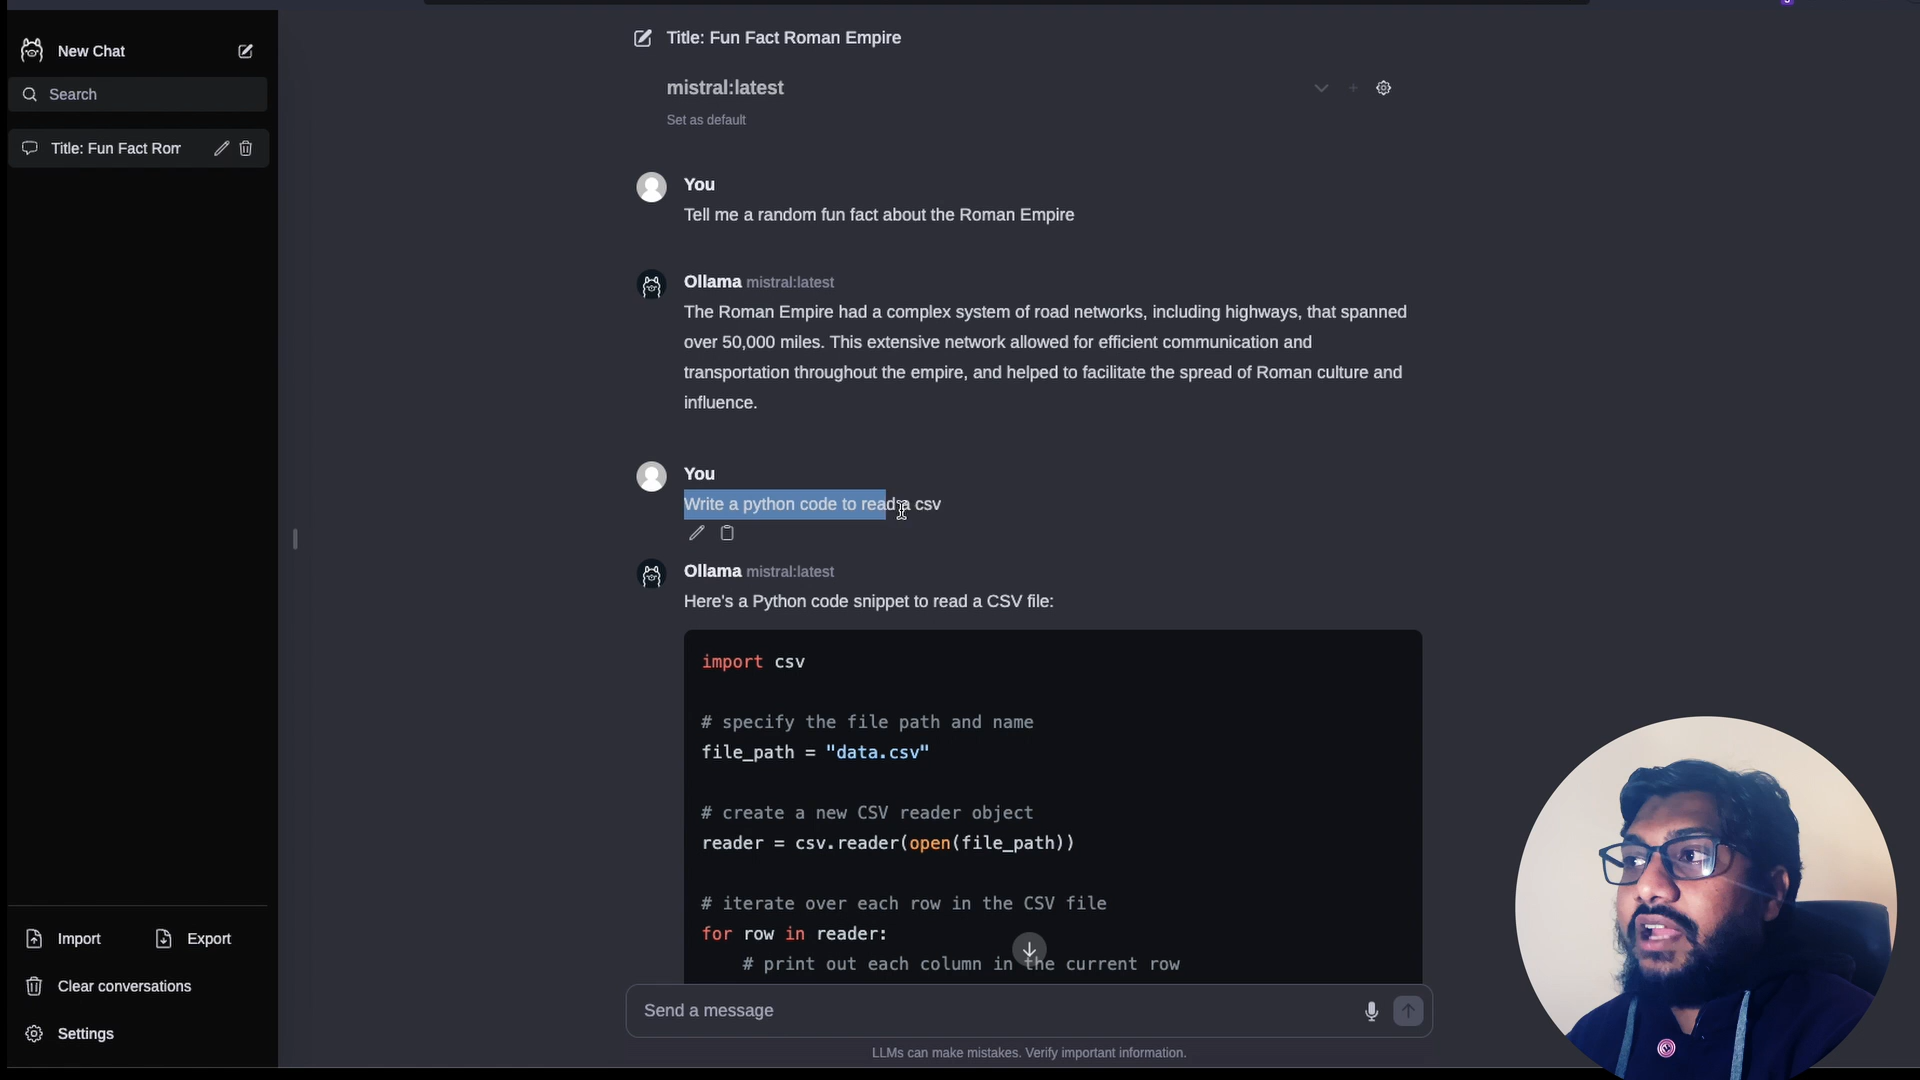 New Chat
Search
Title: Fun Fact Rom
Import
Export
Clear conversations
Settings
Title: Fun Fact Roman Empire
mistral:latest
Set as default
You
Tell me a random fun fact about the Roman Empire
Ollama mistral:latest
The Roman Empire had a complex system of road networks, including highways, that spanned
over 50,000 miles. This extensive network allowed for efficient communication and
transportation throughout the empire, and helped to facilitate the spread of Roman culture and
influence.
You
Write a python code to read a csv
Ollama mistral:latest
Here's a Python code snippet to read a CSV file:
import csv
# specify the file path and name
file_path = "data.csv"
# create a new CSV reader object
reader = csv.reader(open(file_path))
# iterate over each row in the CSV file
for row in reader:
# print out each column in the current row
Send a message
LLMs can make mistakes. Verify important information.